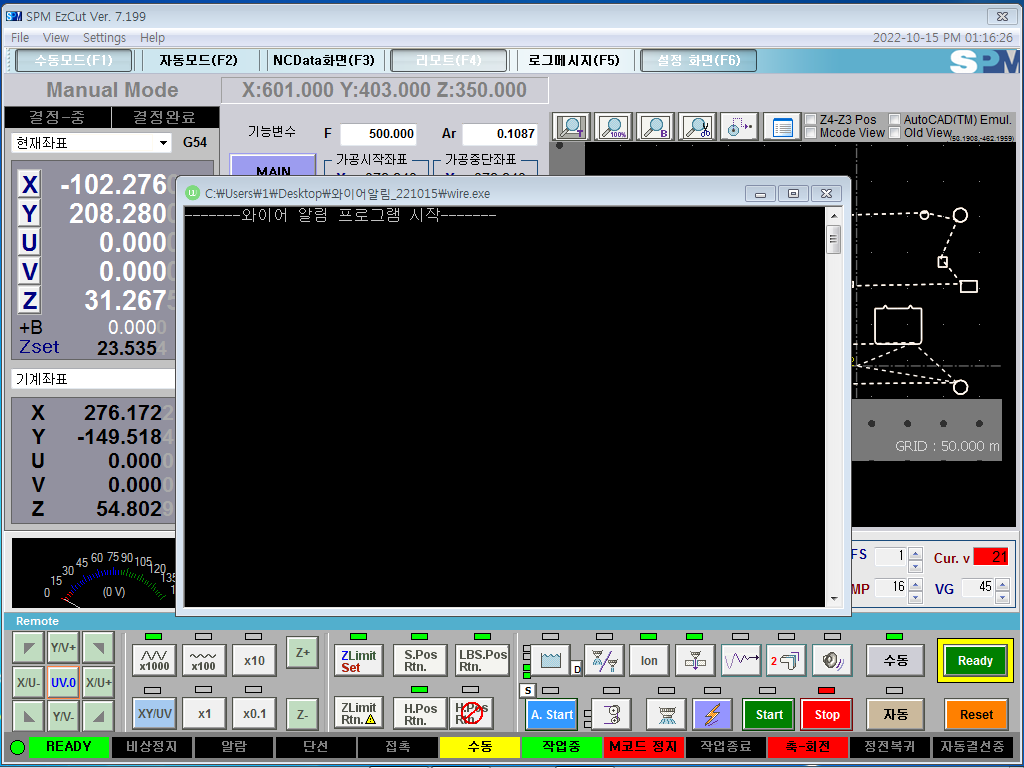 SPM EzCut Ver. 7.199
File View Settings Help
2022-10-15 PM 01:16:26
수동모드(F1) 자동모드(F2) NCData화면(F3) 리모트(F4) 로그메시지(F5) 설정 화면(F6) SPM
Manual Mode X:601.000 Y:403.000 Z:350.000
결정-중 결정완료
현재좌표 G54
기능변수 F 500.000 Ar 0.1087
Z4-Z3 Pos AutoCAD(TM) Emul.
Mcode View Old View
MAIN 가공시작좌표 가공중단좌표
C:\Users\1\Desktop\와이어알림_221015\wire.exe
-------와이어 알림 프로그램 시작-------
X -102.276
Y 208.280
U 0.000
V 0.000
Z 31.267
+B 0.0000
Zset 23.5354
기계좌표
X 276.172
Y -149.518
U 0.000
V 0.000
Z 54.802
GRID : 50.000 m
0 15 30 45 60 75 90 105 120
(0 V)
FS 1 Cur. v 21
MP 16 VG 45
Remote
Y/V+
X/U- UV.0 X/U+
Y/V-
x1000 x100 x10 Z+
XY/UV x1 x0.1 Z-
ZLimit Set S.Pos Rtn. LBS.Pos Rtn.
ZLimit Rtn. H.Pos Rtn. H.Pos Rtn.
D Ion 2 수동 Ready
S A. Start Start Stop 자동 Reset
READY 비상정지 알람 단선 접촉 수동 작업중 M코드 정지 작업종료 축-회전 정전복귀 자동결선중